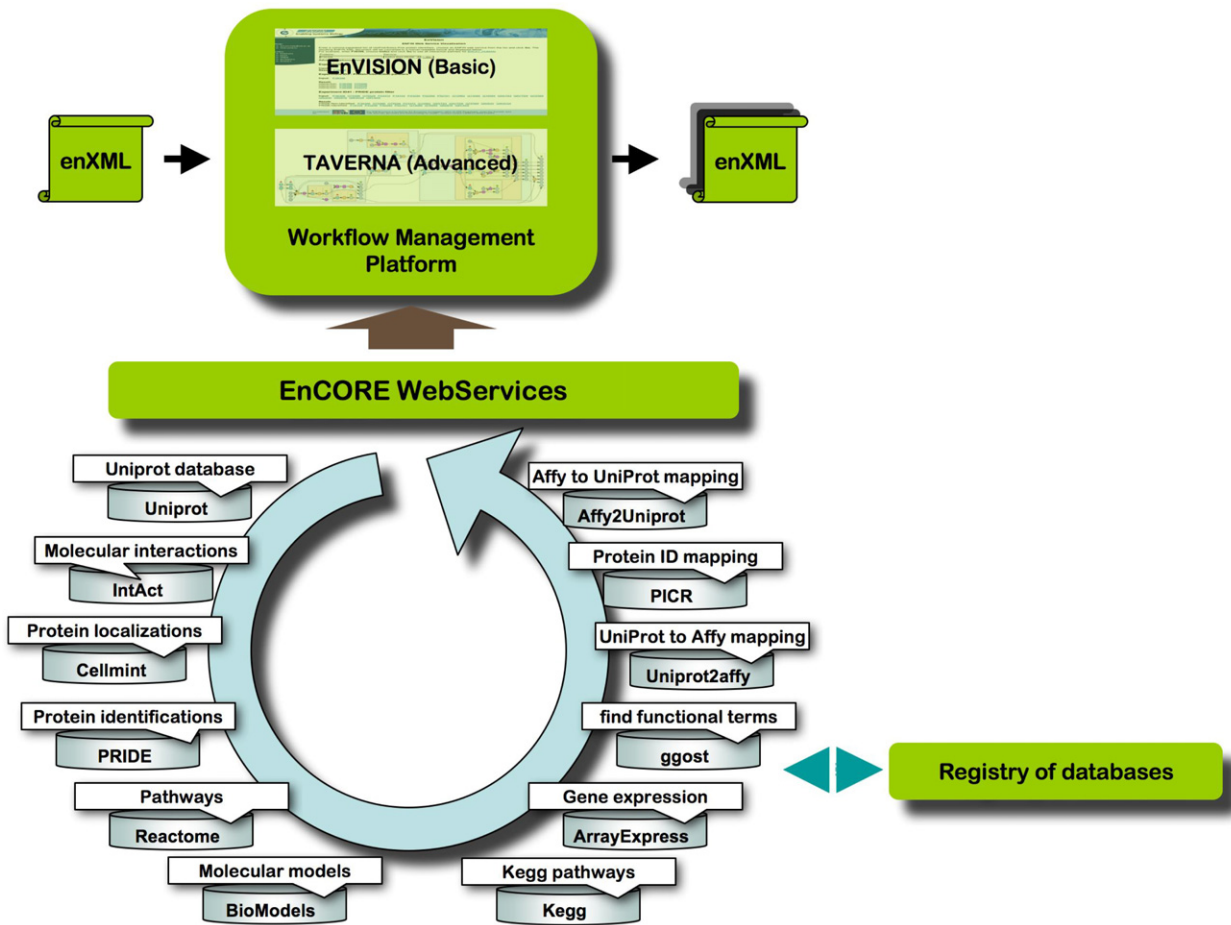 EnVISION (Basic)
enXML
TAVERNA (Advanced)
enXML
Workflow Management
Platform
EnCORE WebServices
Uniprot database
Uniprot
Molecular interactions
IntAct
Protein localizations
Cellmint
Protein identifications
PRIDE
Pathways
Reactome
Molecular models
BioModels
Affy to UniProt mapping
Affy2Uniprot
Protein ID mapping
PICR
UniProt to Affy mapping
Uniprot2affy
find functional terms
ggost
Gene expression
ArrayExpress
Kegg pathways
Kegg
Registry of databases